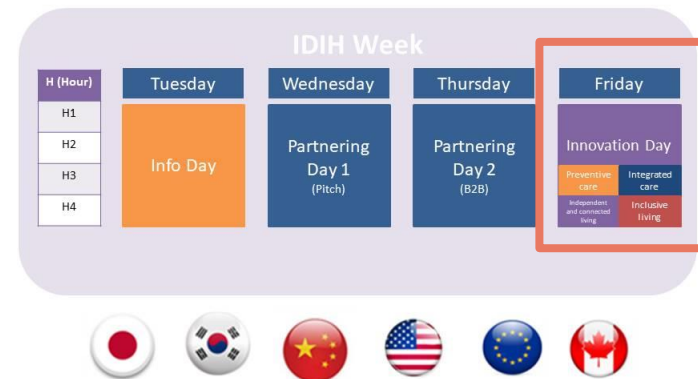 IDIH Week
H (Hour)
Tuesday
Wednesday
Thursday
Friday
H1
H2
H3
H4
Info Day
Partnering
Day 1
(Pitch)
Partnering
Day 2
(B2B)
Innovation Day
Preventive
care
Integrated
care
Independent
and connected
living
Inclusive
living